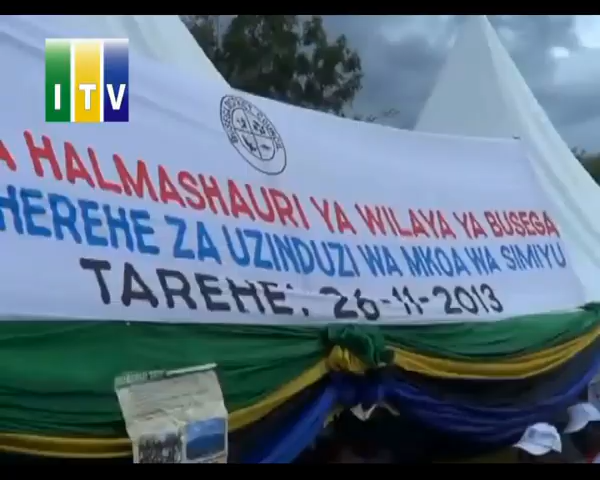 ITV
A HALMASHAURI YA WILAYA YA BUSEGA
HEREHE ZA UZINDUZI WA MKOA WA SIMIYU
TAREHE: 26-11-2013